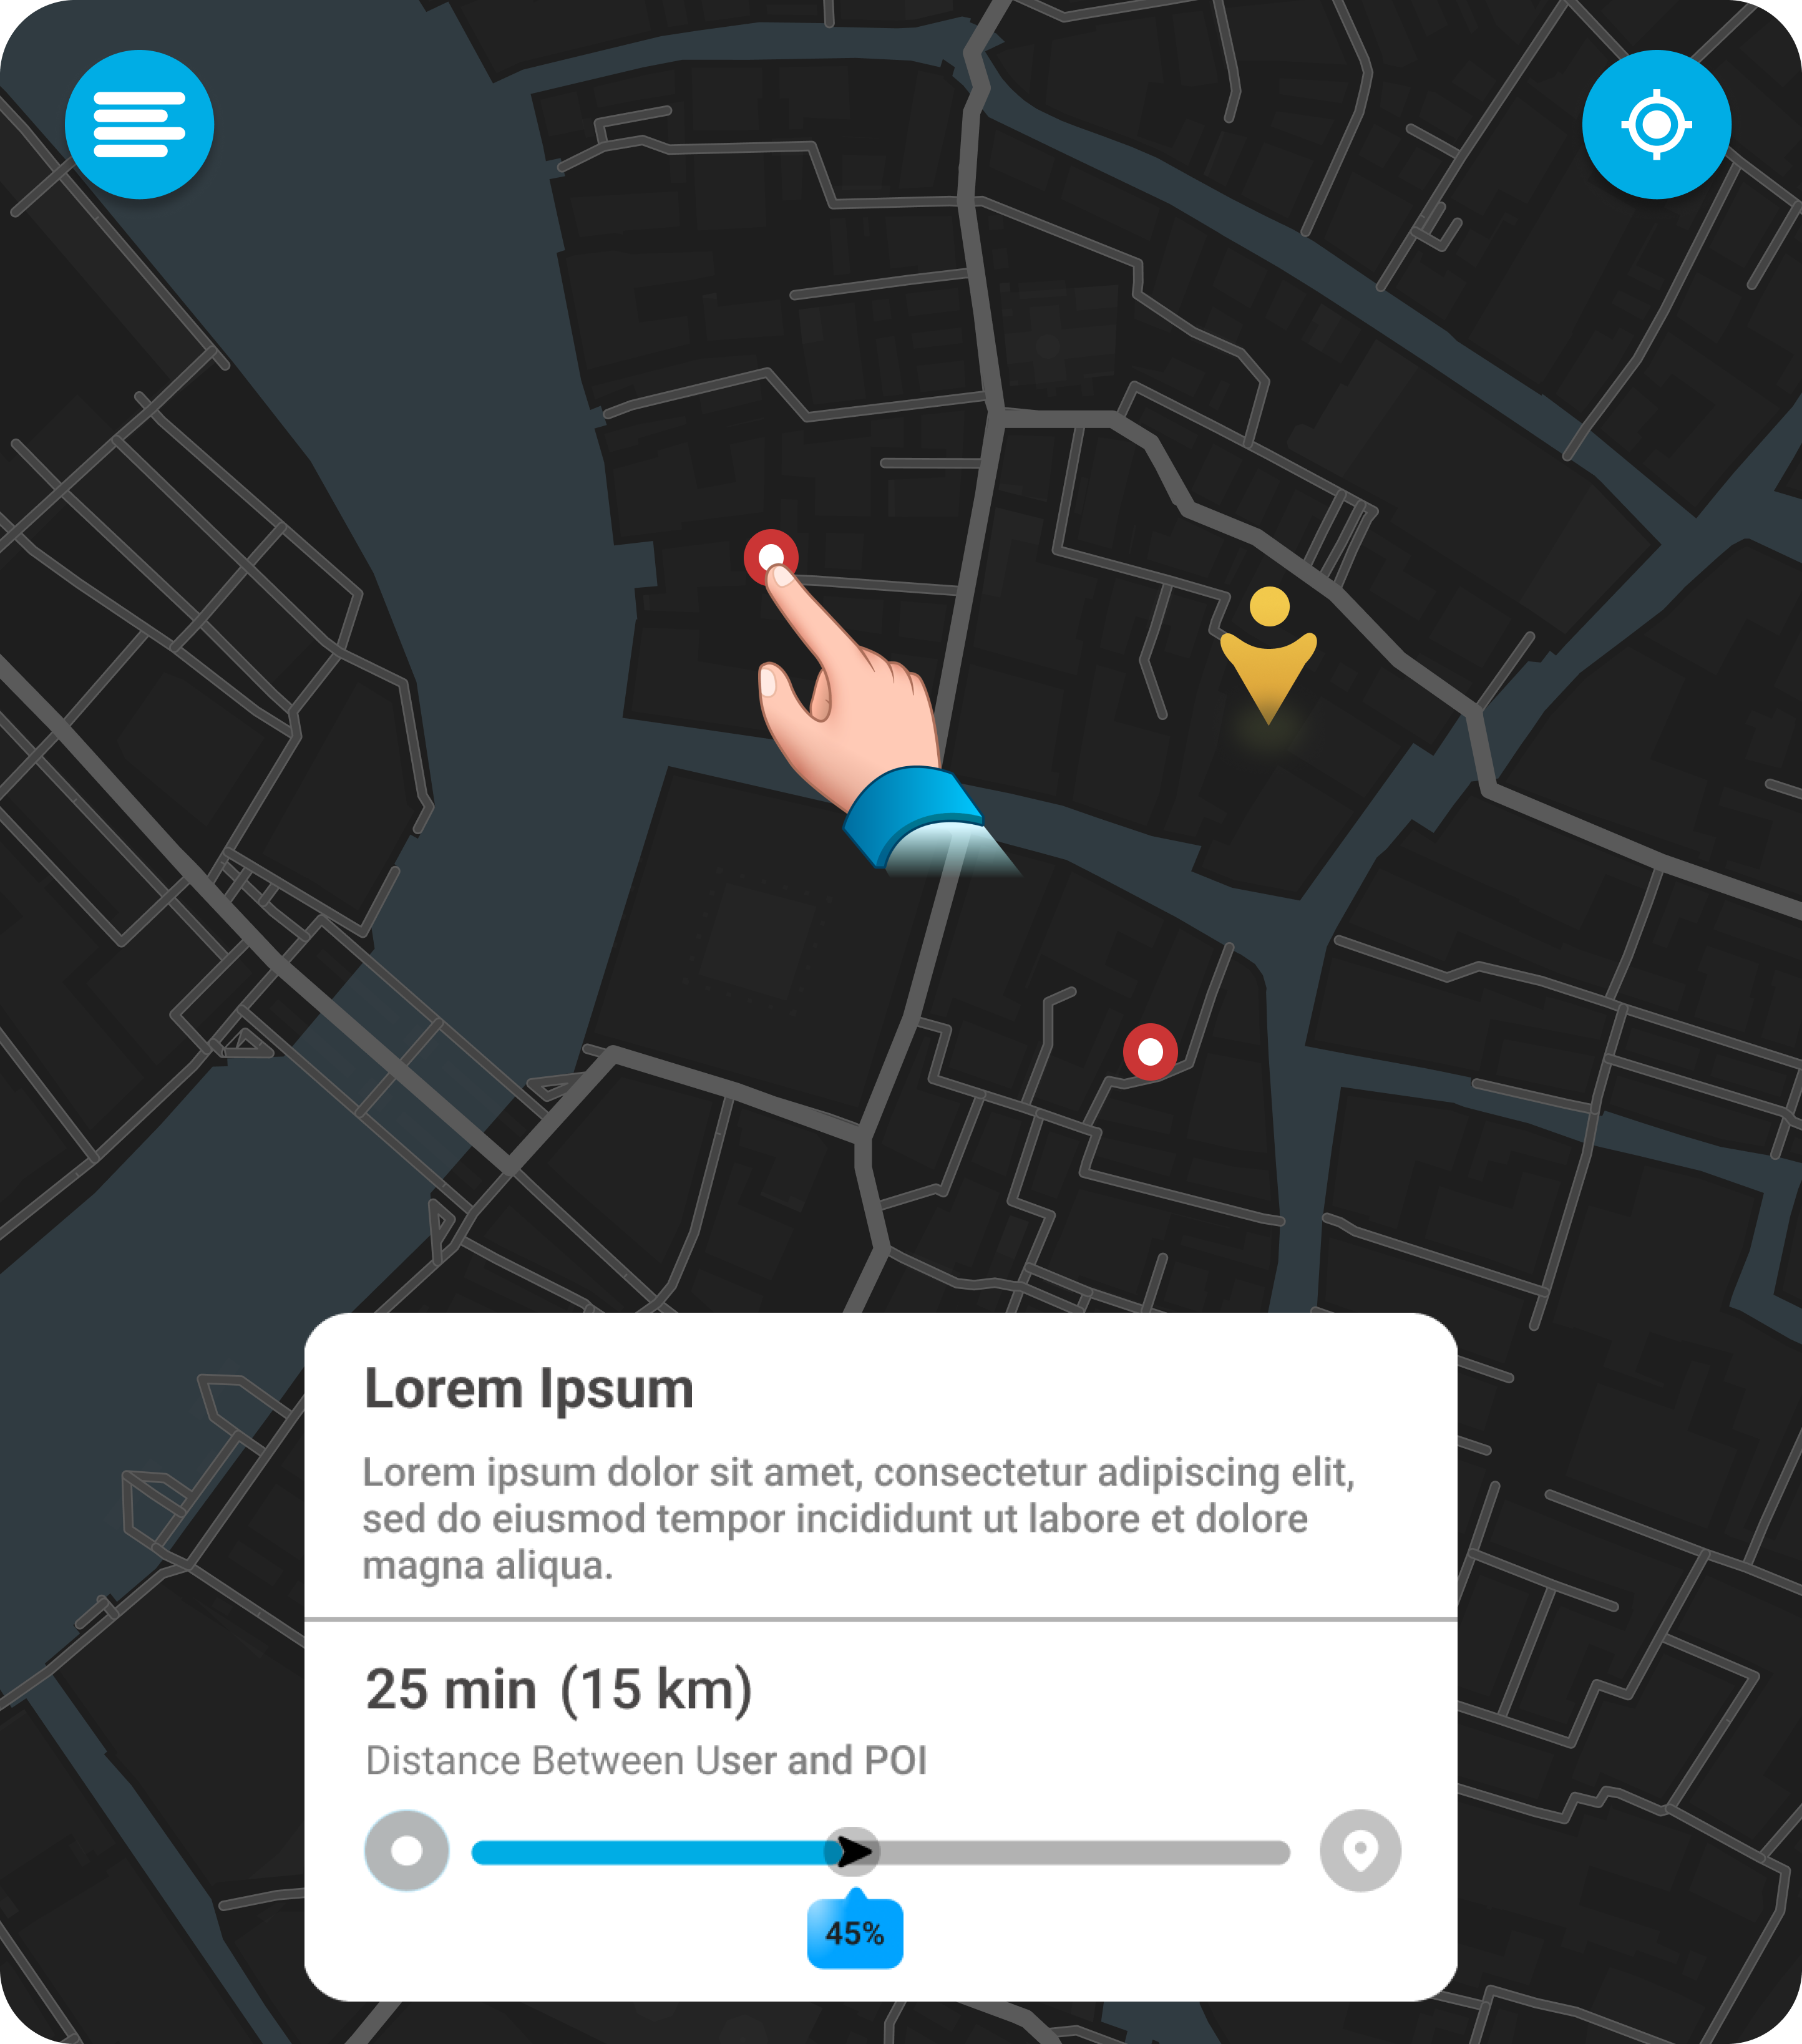 Lorem Ipsum
Lorem ipsum dolor sit amet, consectetur adipiscing elit,
sed do eiusmod tempor incididunt ut labore et dolore
magna aliqua.
25 min (15 km)
Distance Between User and POI
45%